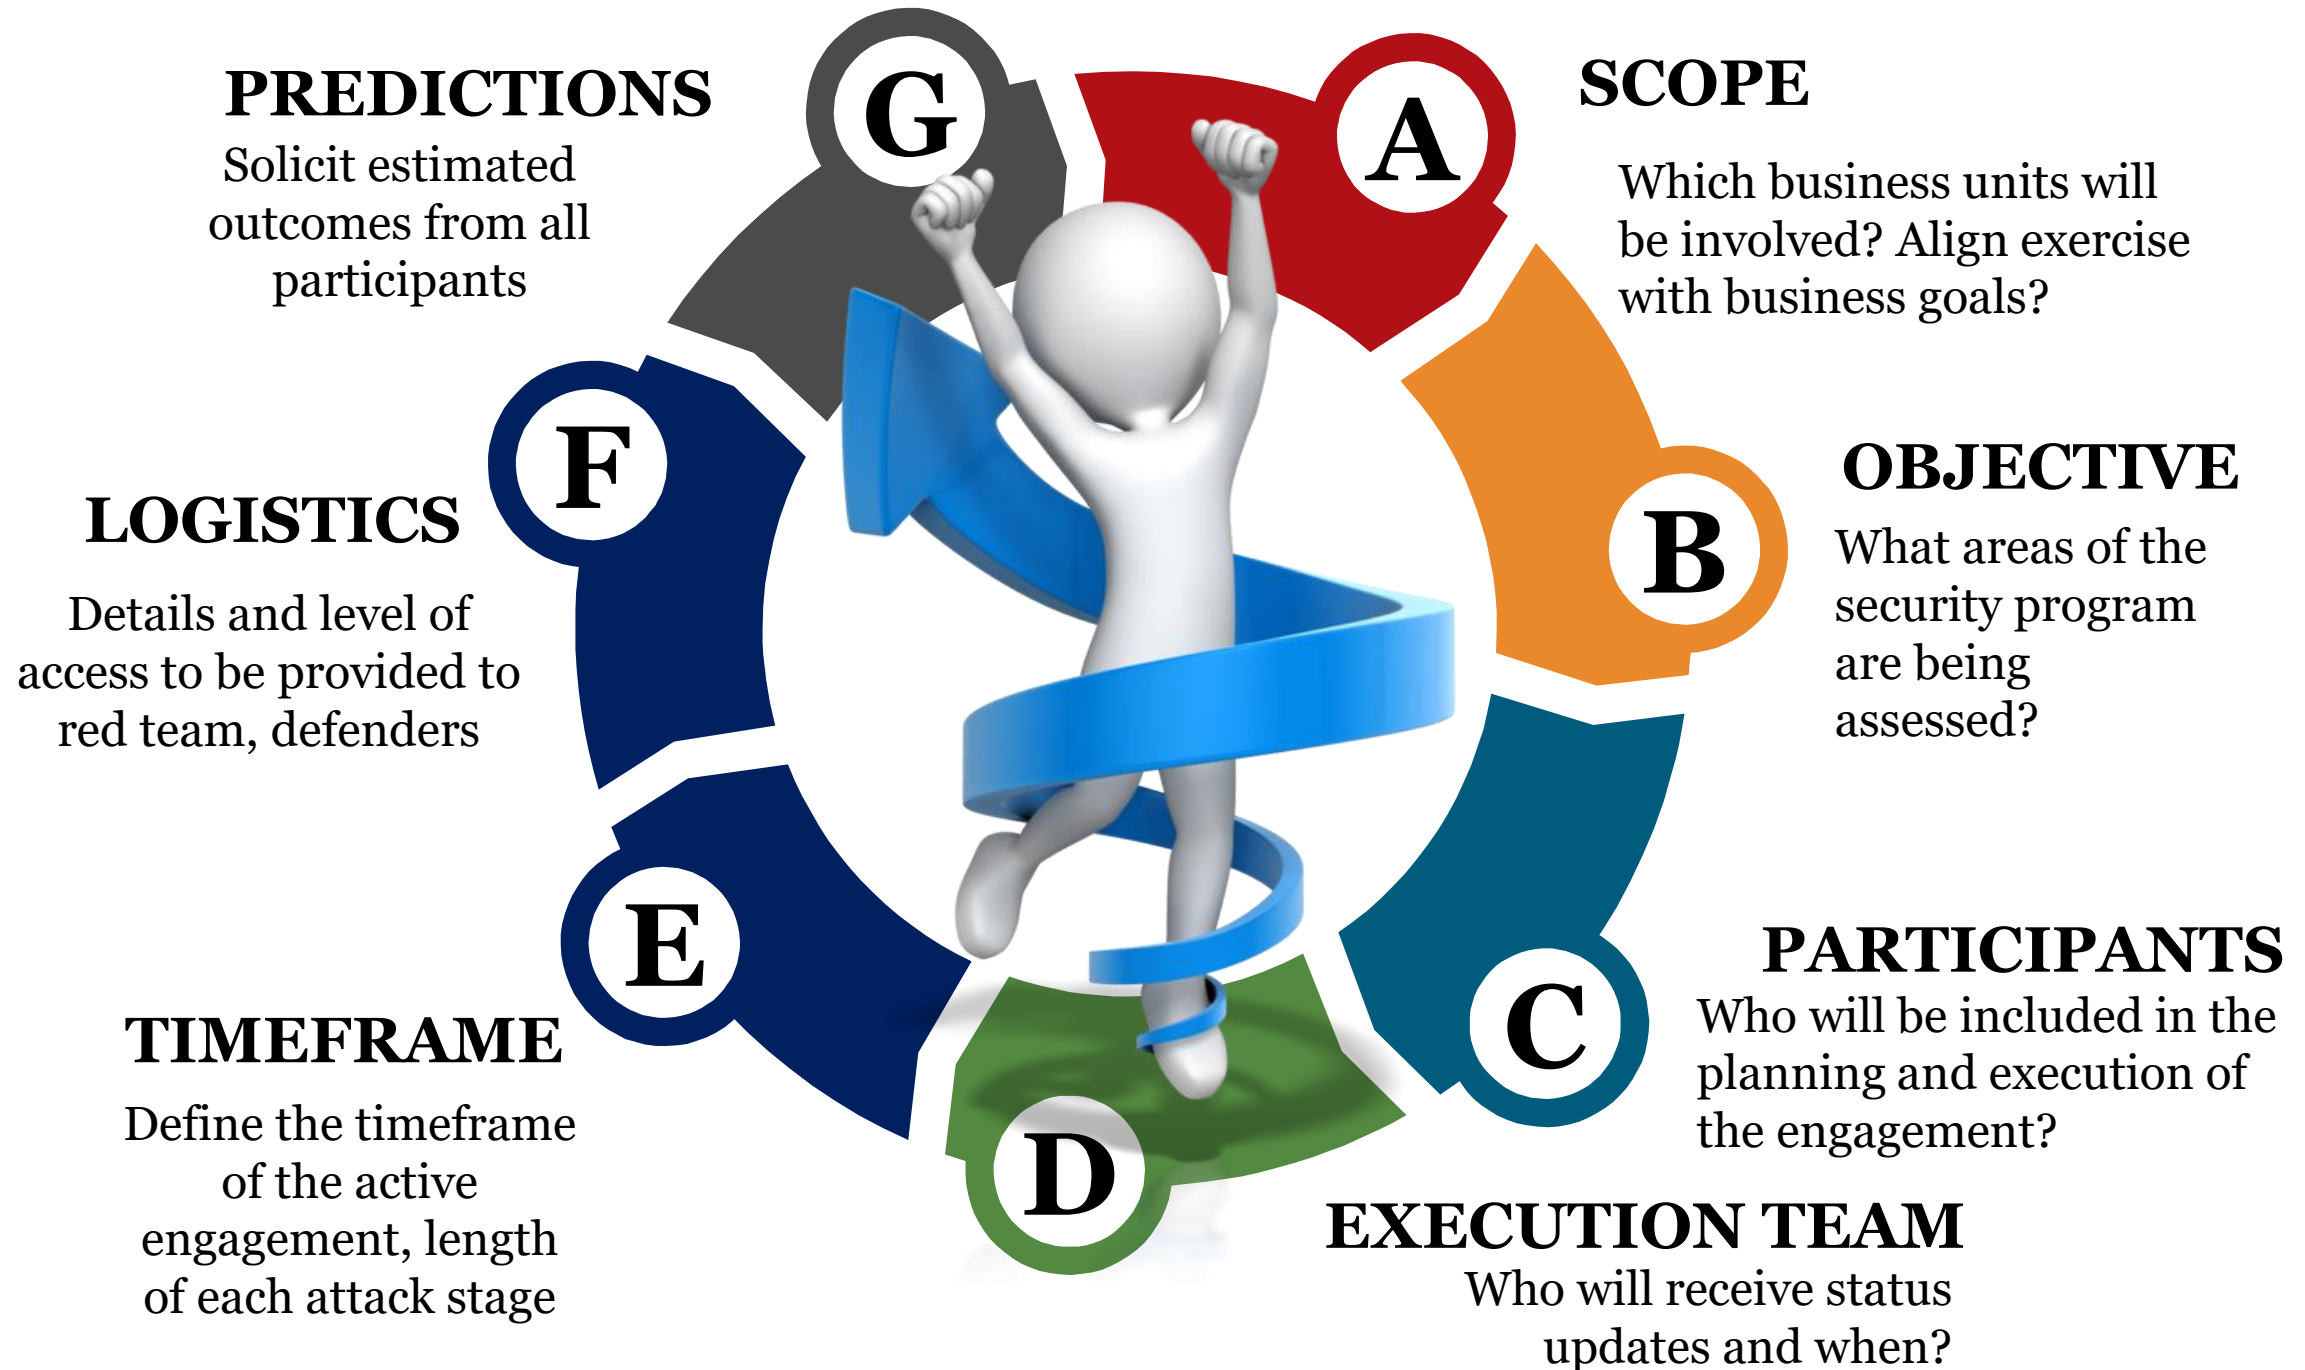 A
SCOPE
Which business units will
be involved? Align exercise
with business goals?
B
OBJECTIVE
What areas of the
security program
are being
assessed?
C
PARTICIPANTS
Who will be included in the
planning and execution of
the engagement?
D
EXECUTION TEAM
Who will receive status
updates and when?
E
TIMEFRAME
Define the timeframe
of the active
engagement, length
of each attack stage
F
LOGISTICS
Details and level of
access to be provided to
red team, defenders
G
PREDICTIONS
Solicit estimated
outcomes from all
participants